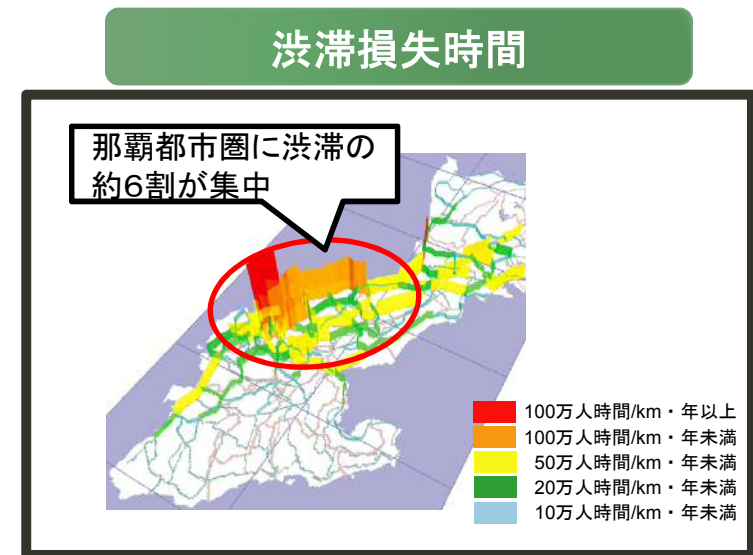 渋滞損失時間
那覇都市圏に渋滞の
約6割が集中
100万人時間/km・年以上
100万人時間/km・年未満
50万人時間/km・年未満
20万人時間/km・年未満
10万人時間/km・年未満